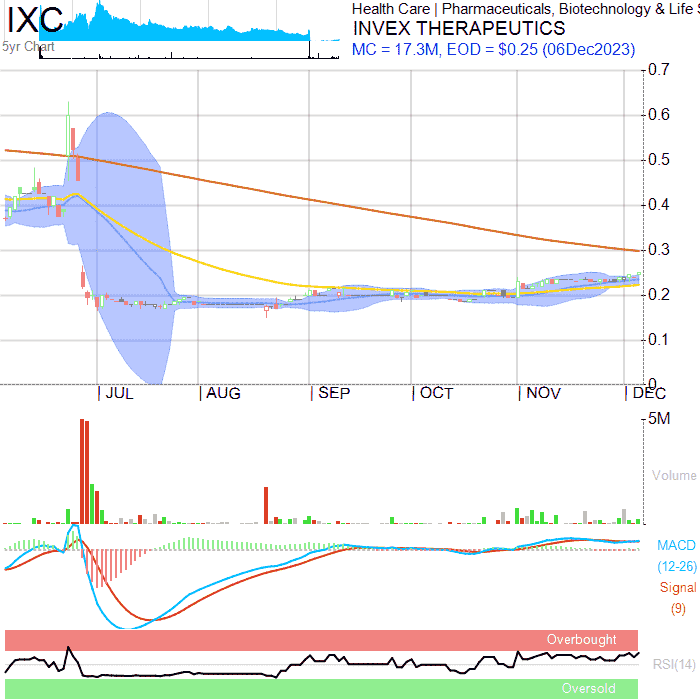 IXC
5yr Chart
Health Care | Pharmaceuticals, Biotechnology & Life S
INVEX THERAPEUTICS
MC = 17.3M, EOD = $0.25 (06Dec2023)
0.7
0.6
0.5
0.4
0.3
0.2
0.1
0
JUL AUG SEP OCT NOV DEC
5M
Volume
MACD
(12-26)
Signal
(9)
Overbought
RSI(14)
Oversold